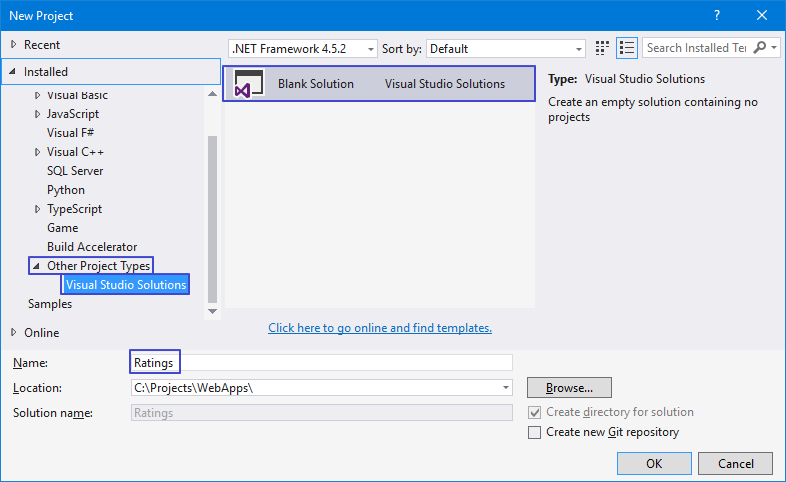 New Project
?
Recent
Installed
Visual Basic
JavaScript
Visual F#
Visual C++
SQL Server
Python
TypeScript
Game
Build Accelerator
Other Project Types
Visual Studio Solutions
Samples
Online
.NET Framework 4.5.2 Sort by: Default
Search Installed Te
Blank Solution Visual Studio Solutions
Type: Visual Studio Solutions
Create an empty solution containing no
projects
Click here to go online and find templates.
Name: Ratings
Location: C:\Projects\WebApps\ Browse...
Solution name: Ratings
Create directory for solution
Create new Git repository
OK Cancel